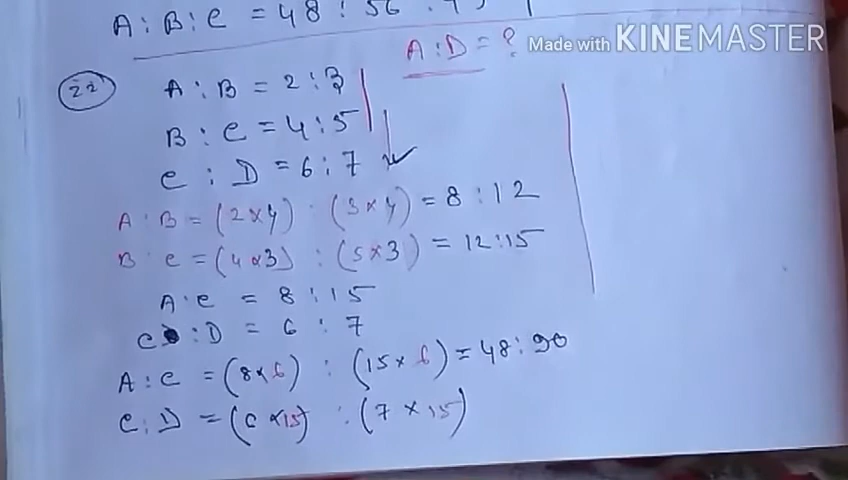 A:B:C = 48 : 56 :
A:D = ?
Made with KINEMASTER
22
A:B = 2:3
B:C = 4:5
C:D = 6:7
A:B = (2×4) : (3×4) = 8:12
B:C = (4×3) : (5×3) = 12:15
A:C = 8:15
C:D = 6:7
A:C = (8×6) : (15×6) = 48:90
C:D = (6×15) : (7×15)